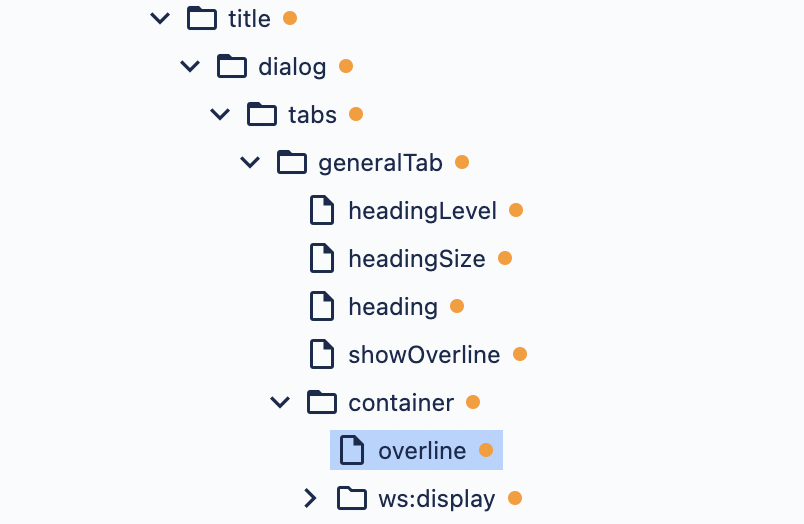 title
dialog
tabs
generalTab
headingLevel
headingSize
heading
showOverline
container
overline
ws:display